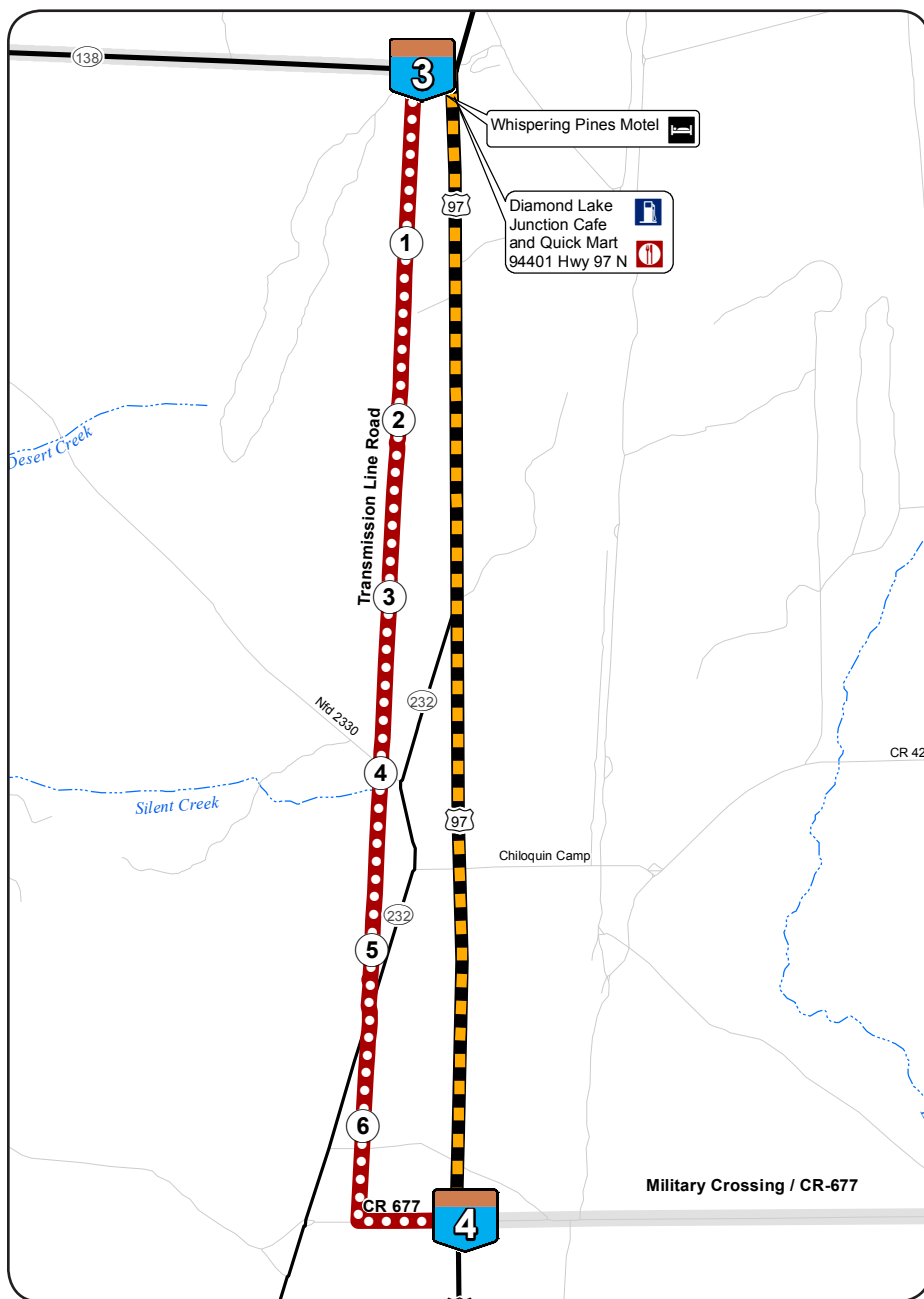 138
3
Whispering Pines Motel
97
Diamond Lake
Junction Cafe
and Quick Mart
94401 Hwy 97 N
1
2
Transmission Line Road
Desert Creek
3
232
Nfd 2330
4
CR 42
Silent Creek
97
Chiloquin Camp
232
5
6
Military Crossing / CR-677
CR 677
4